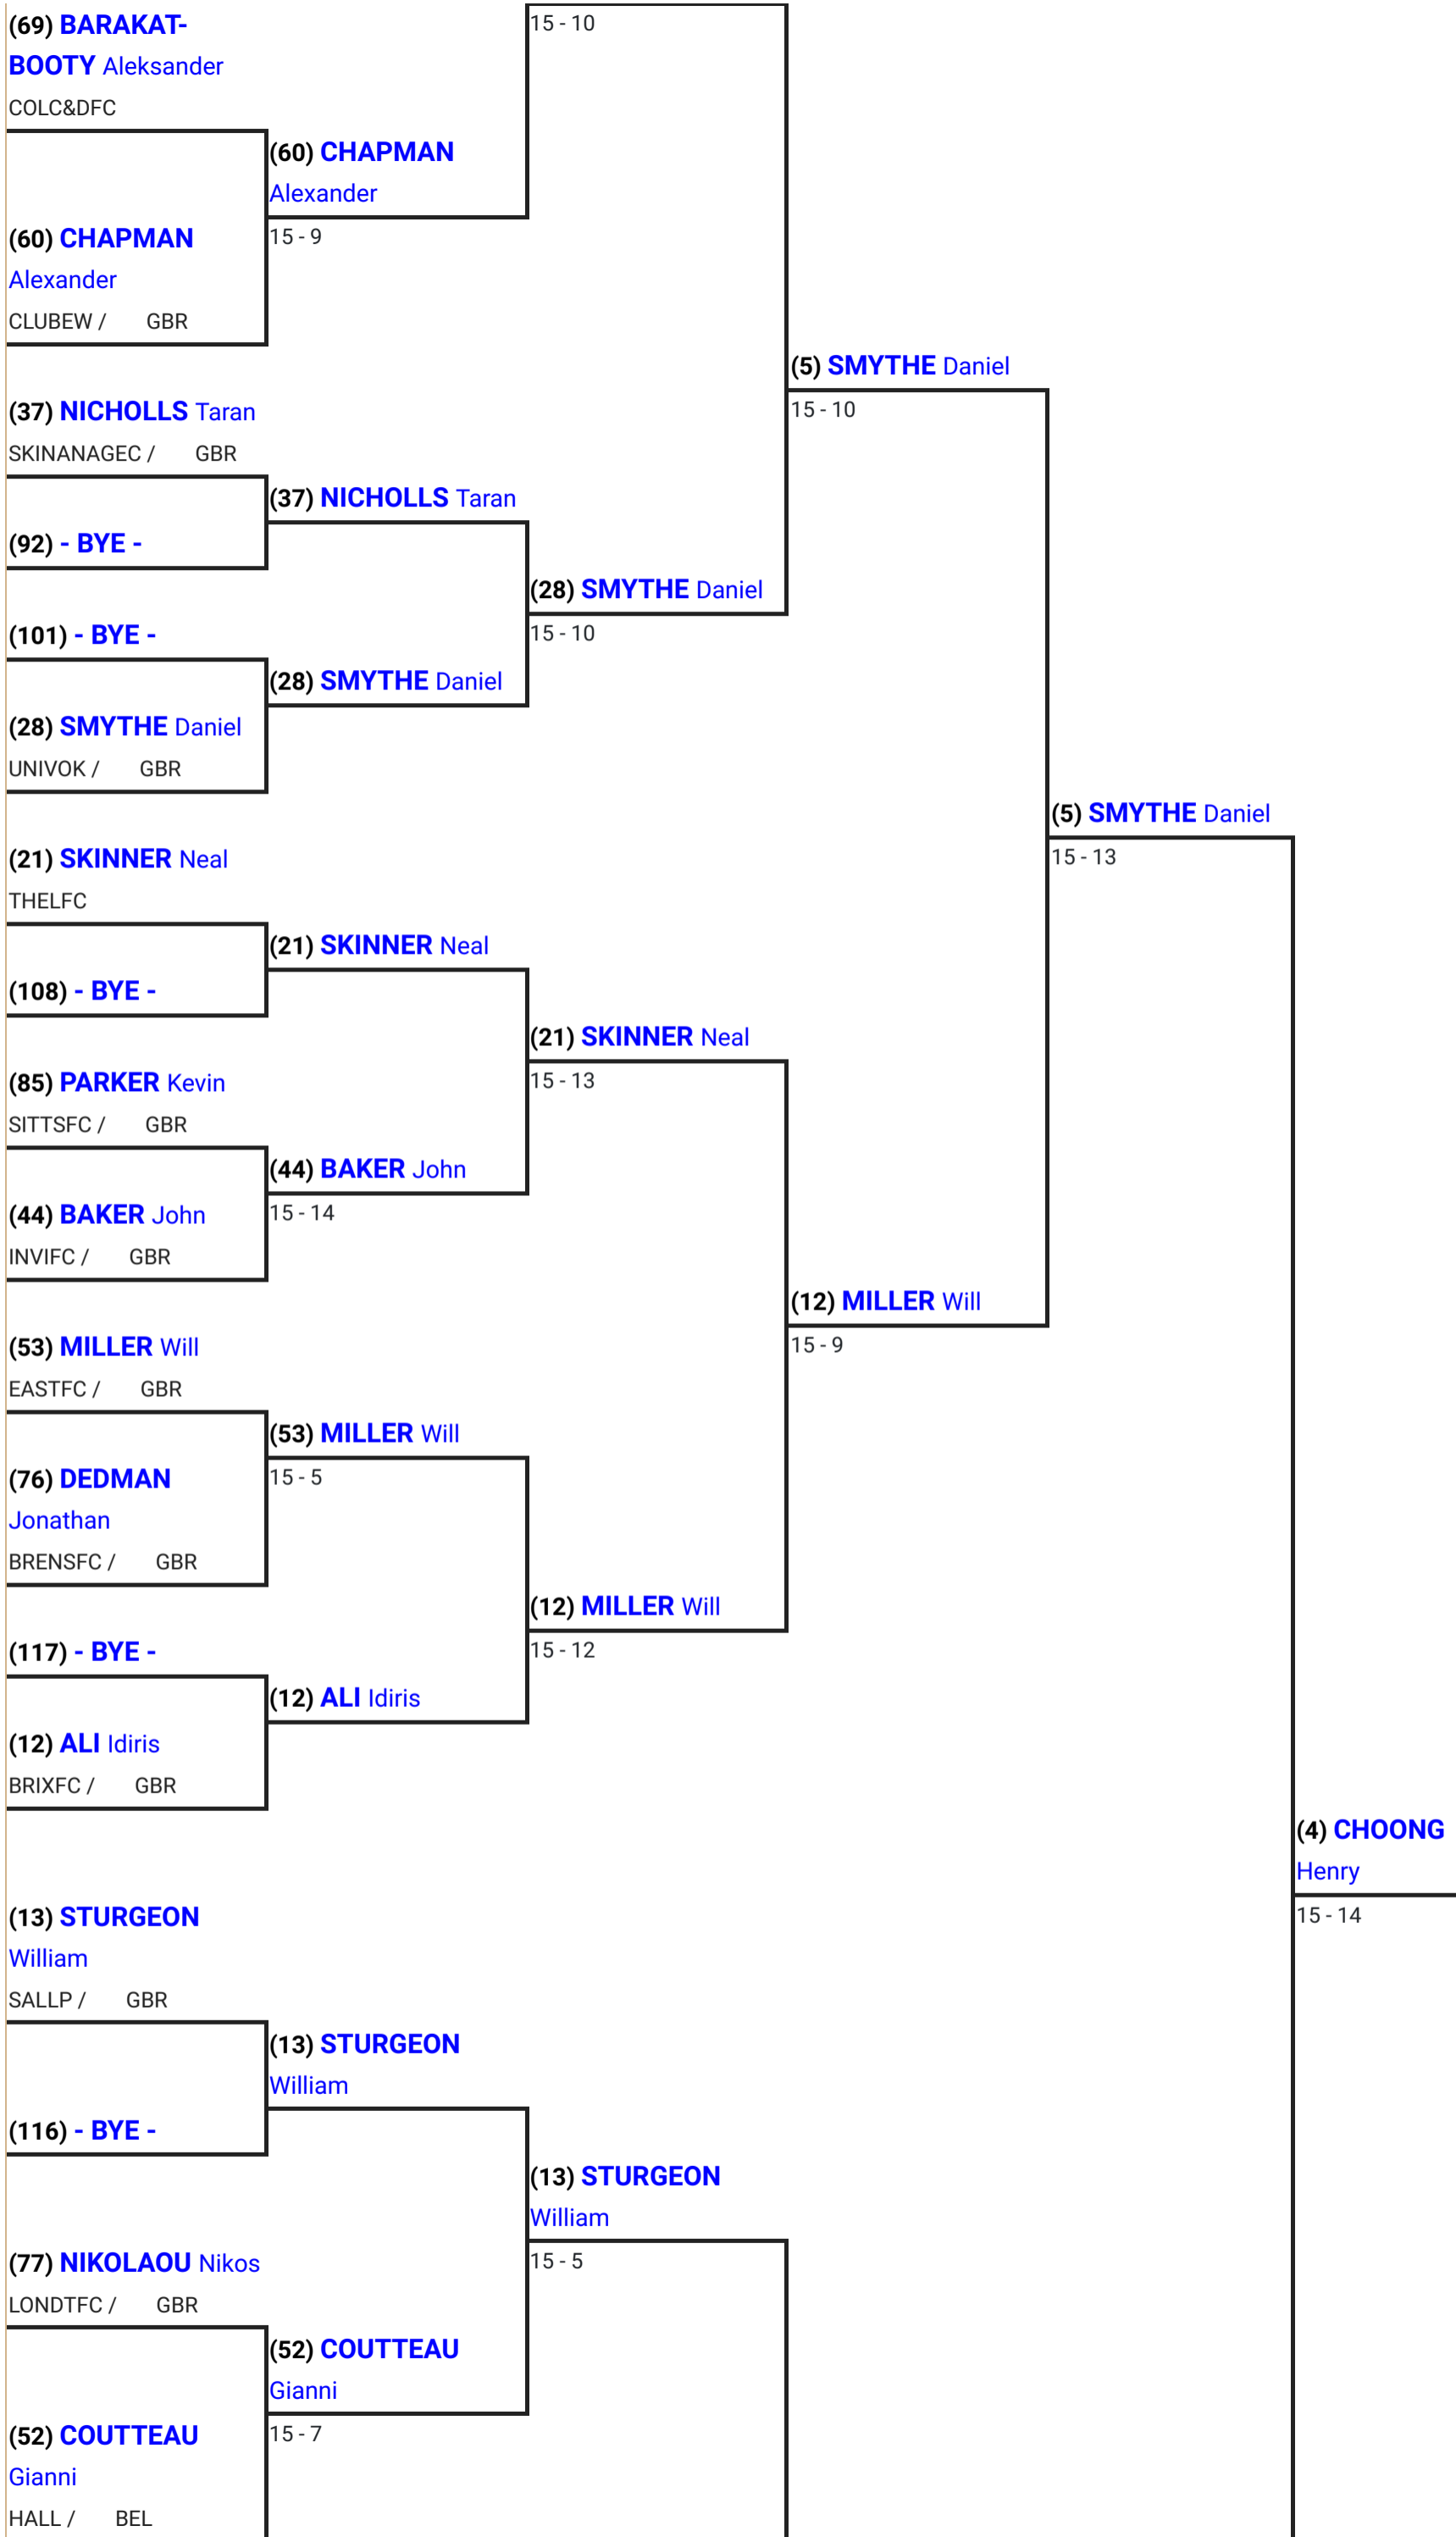 (69) BARAKAT-
BOOTY Aleksander
COLC&DFC
(60) CHAPMAN
Alexander
CLUBEW / GBR
(37) NICHOLLS Taran
SKINANAGEC / GBR
(92) - BYE -
(101) - BYE -
(28) SMYTHE Daniel
UNIVOK / GBR
(21) SKINNER Neal
THELFC
(108) - BYE -
(85) PARKER Kevin
SITTSFC / GBR
(44) BAKER John
INVIFC / GBR
(53) MILLER Will
EASTFC / GBR
(76) DEDMAN
Jonathan
BRENSFC / GBR
(117) - BYE -
(12) ALI Idiris
BRIXFC / GBR
(13) STURGEON
William
SALLP / GBR
(116) - BYE -
(77) NIKOLAOU Nikos
LONDTFC / GBR
(52) COUTTEAU
Gianni
HALL / BEL
(60) CHAPMAN
Alexander
15 - 9
(37) NICHOLLS Taran
(28) SMYTHE Daniel
(21) SKINNER Neal
(44) BAKER John
15 - 14
(53) MILLER Will
15 - 5
(12) ALI Idiris
(13) STURGEON
William
(52) COUTTEAU
Gianni
15 - 7
15 - 10
(28) SMYTHE Daniel
15 - 10
(21) SKINNER Neal
15 - 13
(12) MILLER Will
15 - 12
(13) STURGEON
William
15 - 5
(5) SMYTHE Daniel
15 - 10
(12) MILLER Will
15 - 9
(5) SMYTHE Daniel
15 - 13
(4) CHOONG
Henry
15 - 14